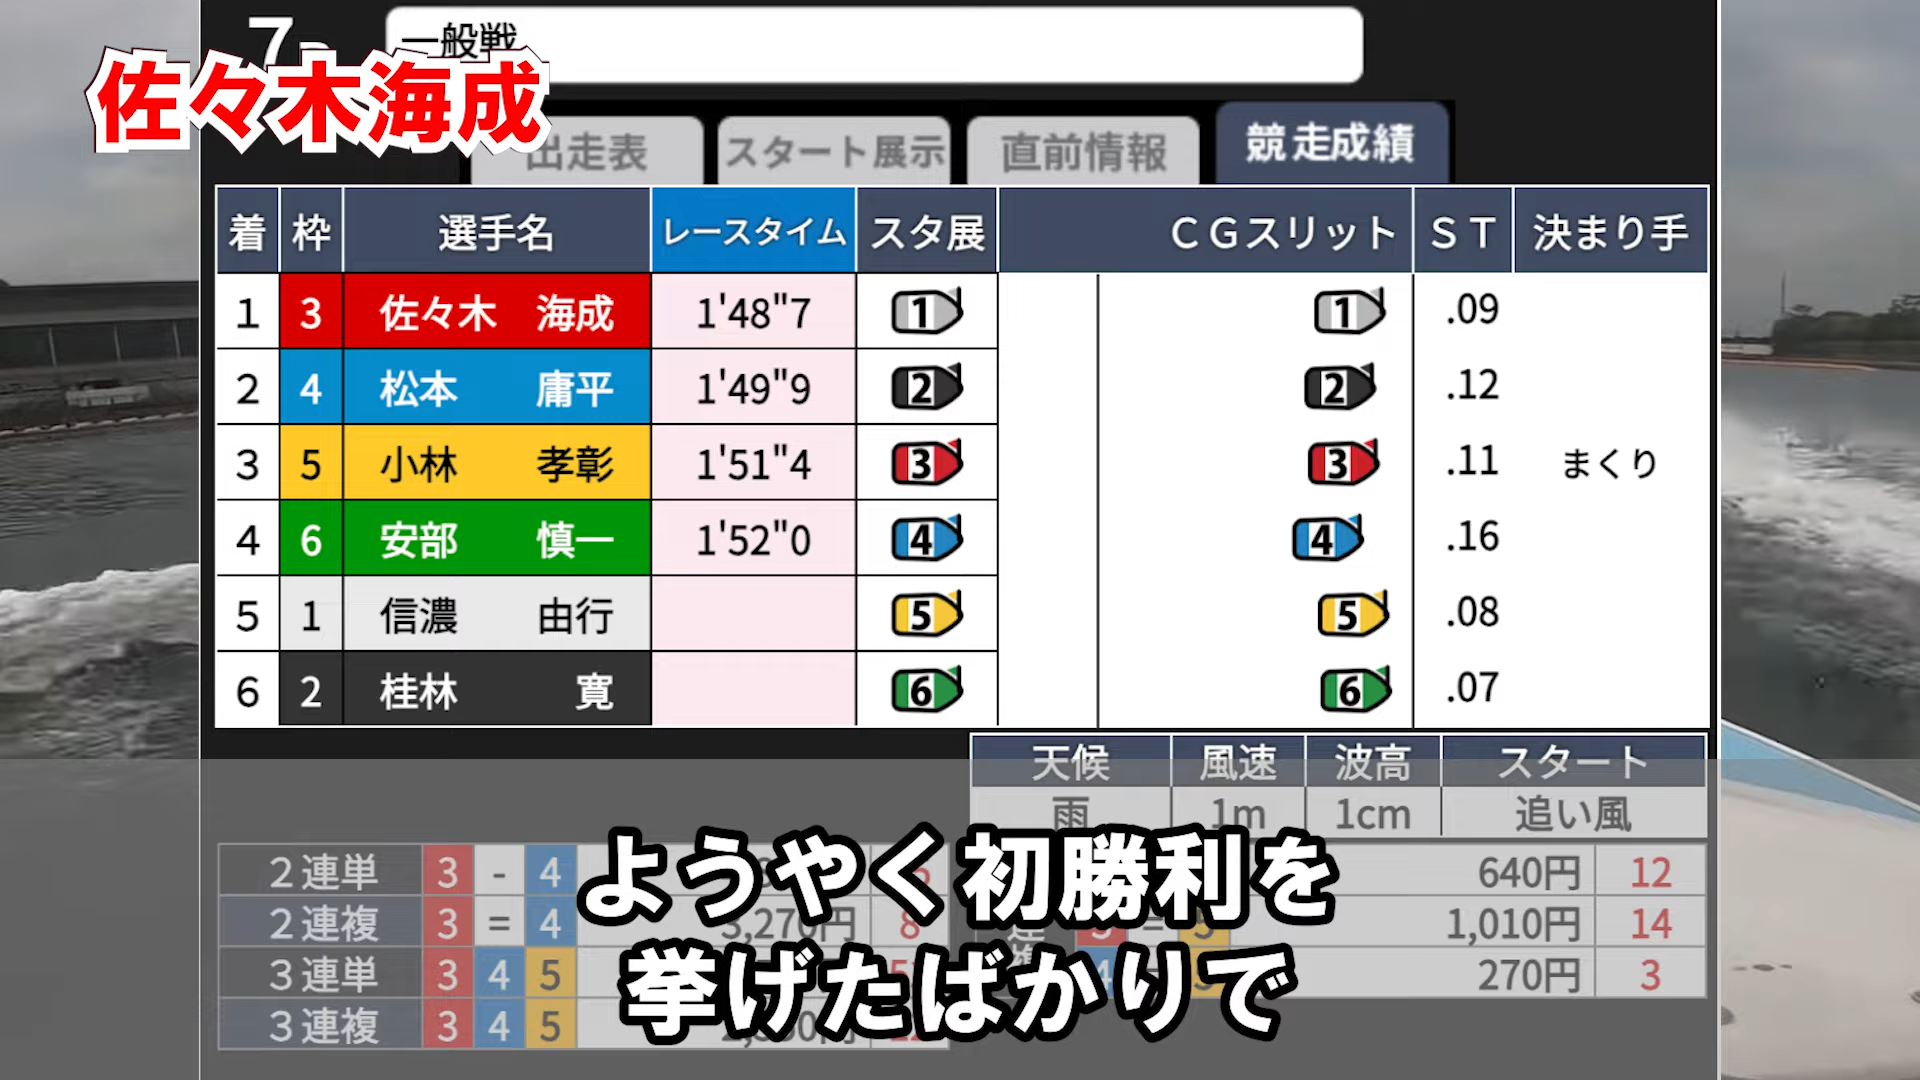 7R
一般戦
佐々木海成
出走表 スタート展示 直前情報 競走成績
着 枠 選手名 レースタイム スタ展 CGスリット ST 決まり手
1 3 佐々木 海成 1'48"7 1 1 .09
2 4 松本 庸平 1'49"9 2 2 .12
3 5 小林 孝彰 1'51"4 3 3 .11 まくり
4 6 安部 慎一 1'52"0 4 4 .16
5 1 信濃 由行 5 5 .08
6 2 桂林 寛 6 6 .07
天候 風速 波高 スタート
雨 1m 1cm 追い風
2連単 3 - 4 640円 12
2連複 3 = 4 3,270円 8 3 = 5 1,010円 14
3連単 3 4 5 4 270円 3
3連複 3 4 5
ようやく初勝利を
挙げたばかりで